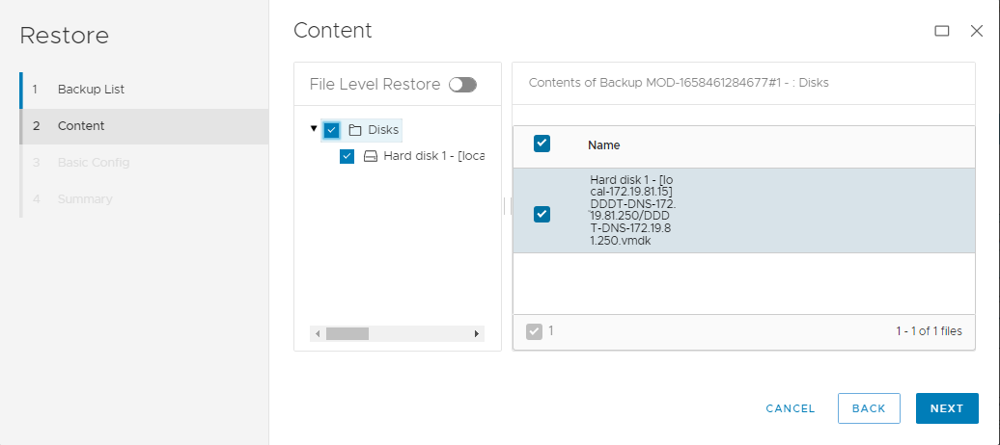 Restore
1 Backup List
2 Content
3 Basic Config
4 Summary
Content
File Level Restore
Disks
Hard disk 1 - [loca
Contents of Backup MOD-1658461284677#1 - : Disks
Name
Hard disk 1 - [lo
cal-172.19.81.15]
DDDT-DNS-172.
19.81.250/DDD
T-DNS-172.19.8
1.250.vmdk
1
1 - 1 of 1 files
CANCEL
BACK
NEXT